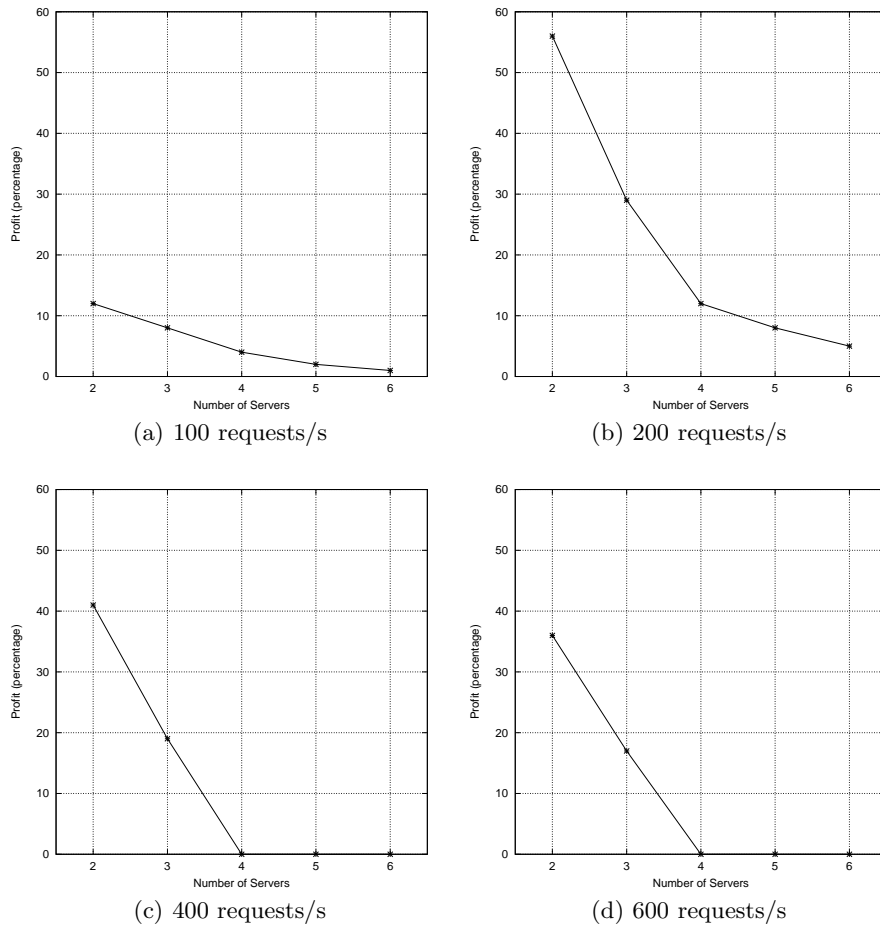 60
50
40
30
20
10
0
Profit (percentage)
2 3 4 5 6
Number of Servers
(a) 100 requests/s
60
50
40
30
20
10
0
Profit (percentage)
2 3 4 5 6
Number of Servers
(b) 200 requests/s
60
50
40
30
20
10
0
Profit (percentage)
2 3 4 5 6
Number of Servers
(c) 400 requests/s
60
50
40
30
20
10
0
Profit (percentage)
2 3 4 5 6
Number of Servers
(d) 600 requests/s